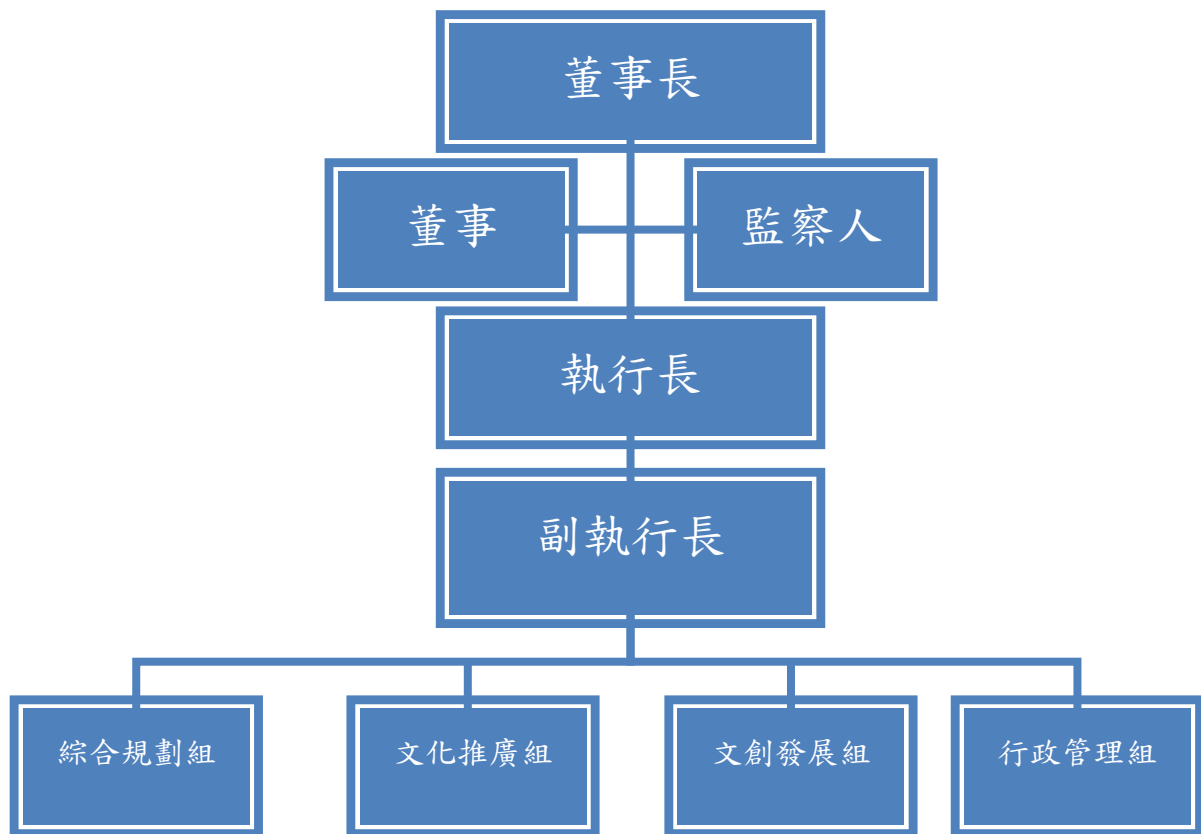 董事長
董事
監察人
執行長
副執行長
綜合規劃組
文化推廣組
文創發展組
行政管理組